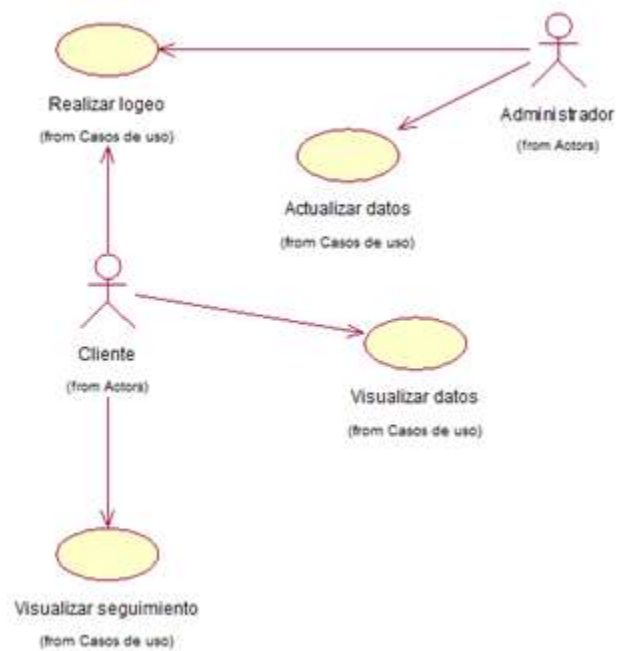 Realizar logeo
(from Casos de uso)
Administrador
(from Actors)
Actualizar datos
(from Casos de uso)
Cliente
(from Actors)
Visualizar datos
(from Casos de uso)
Visualizar seguimiento
(from Casos de uso)